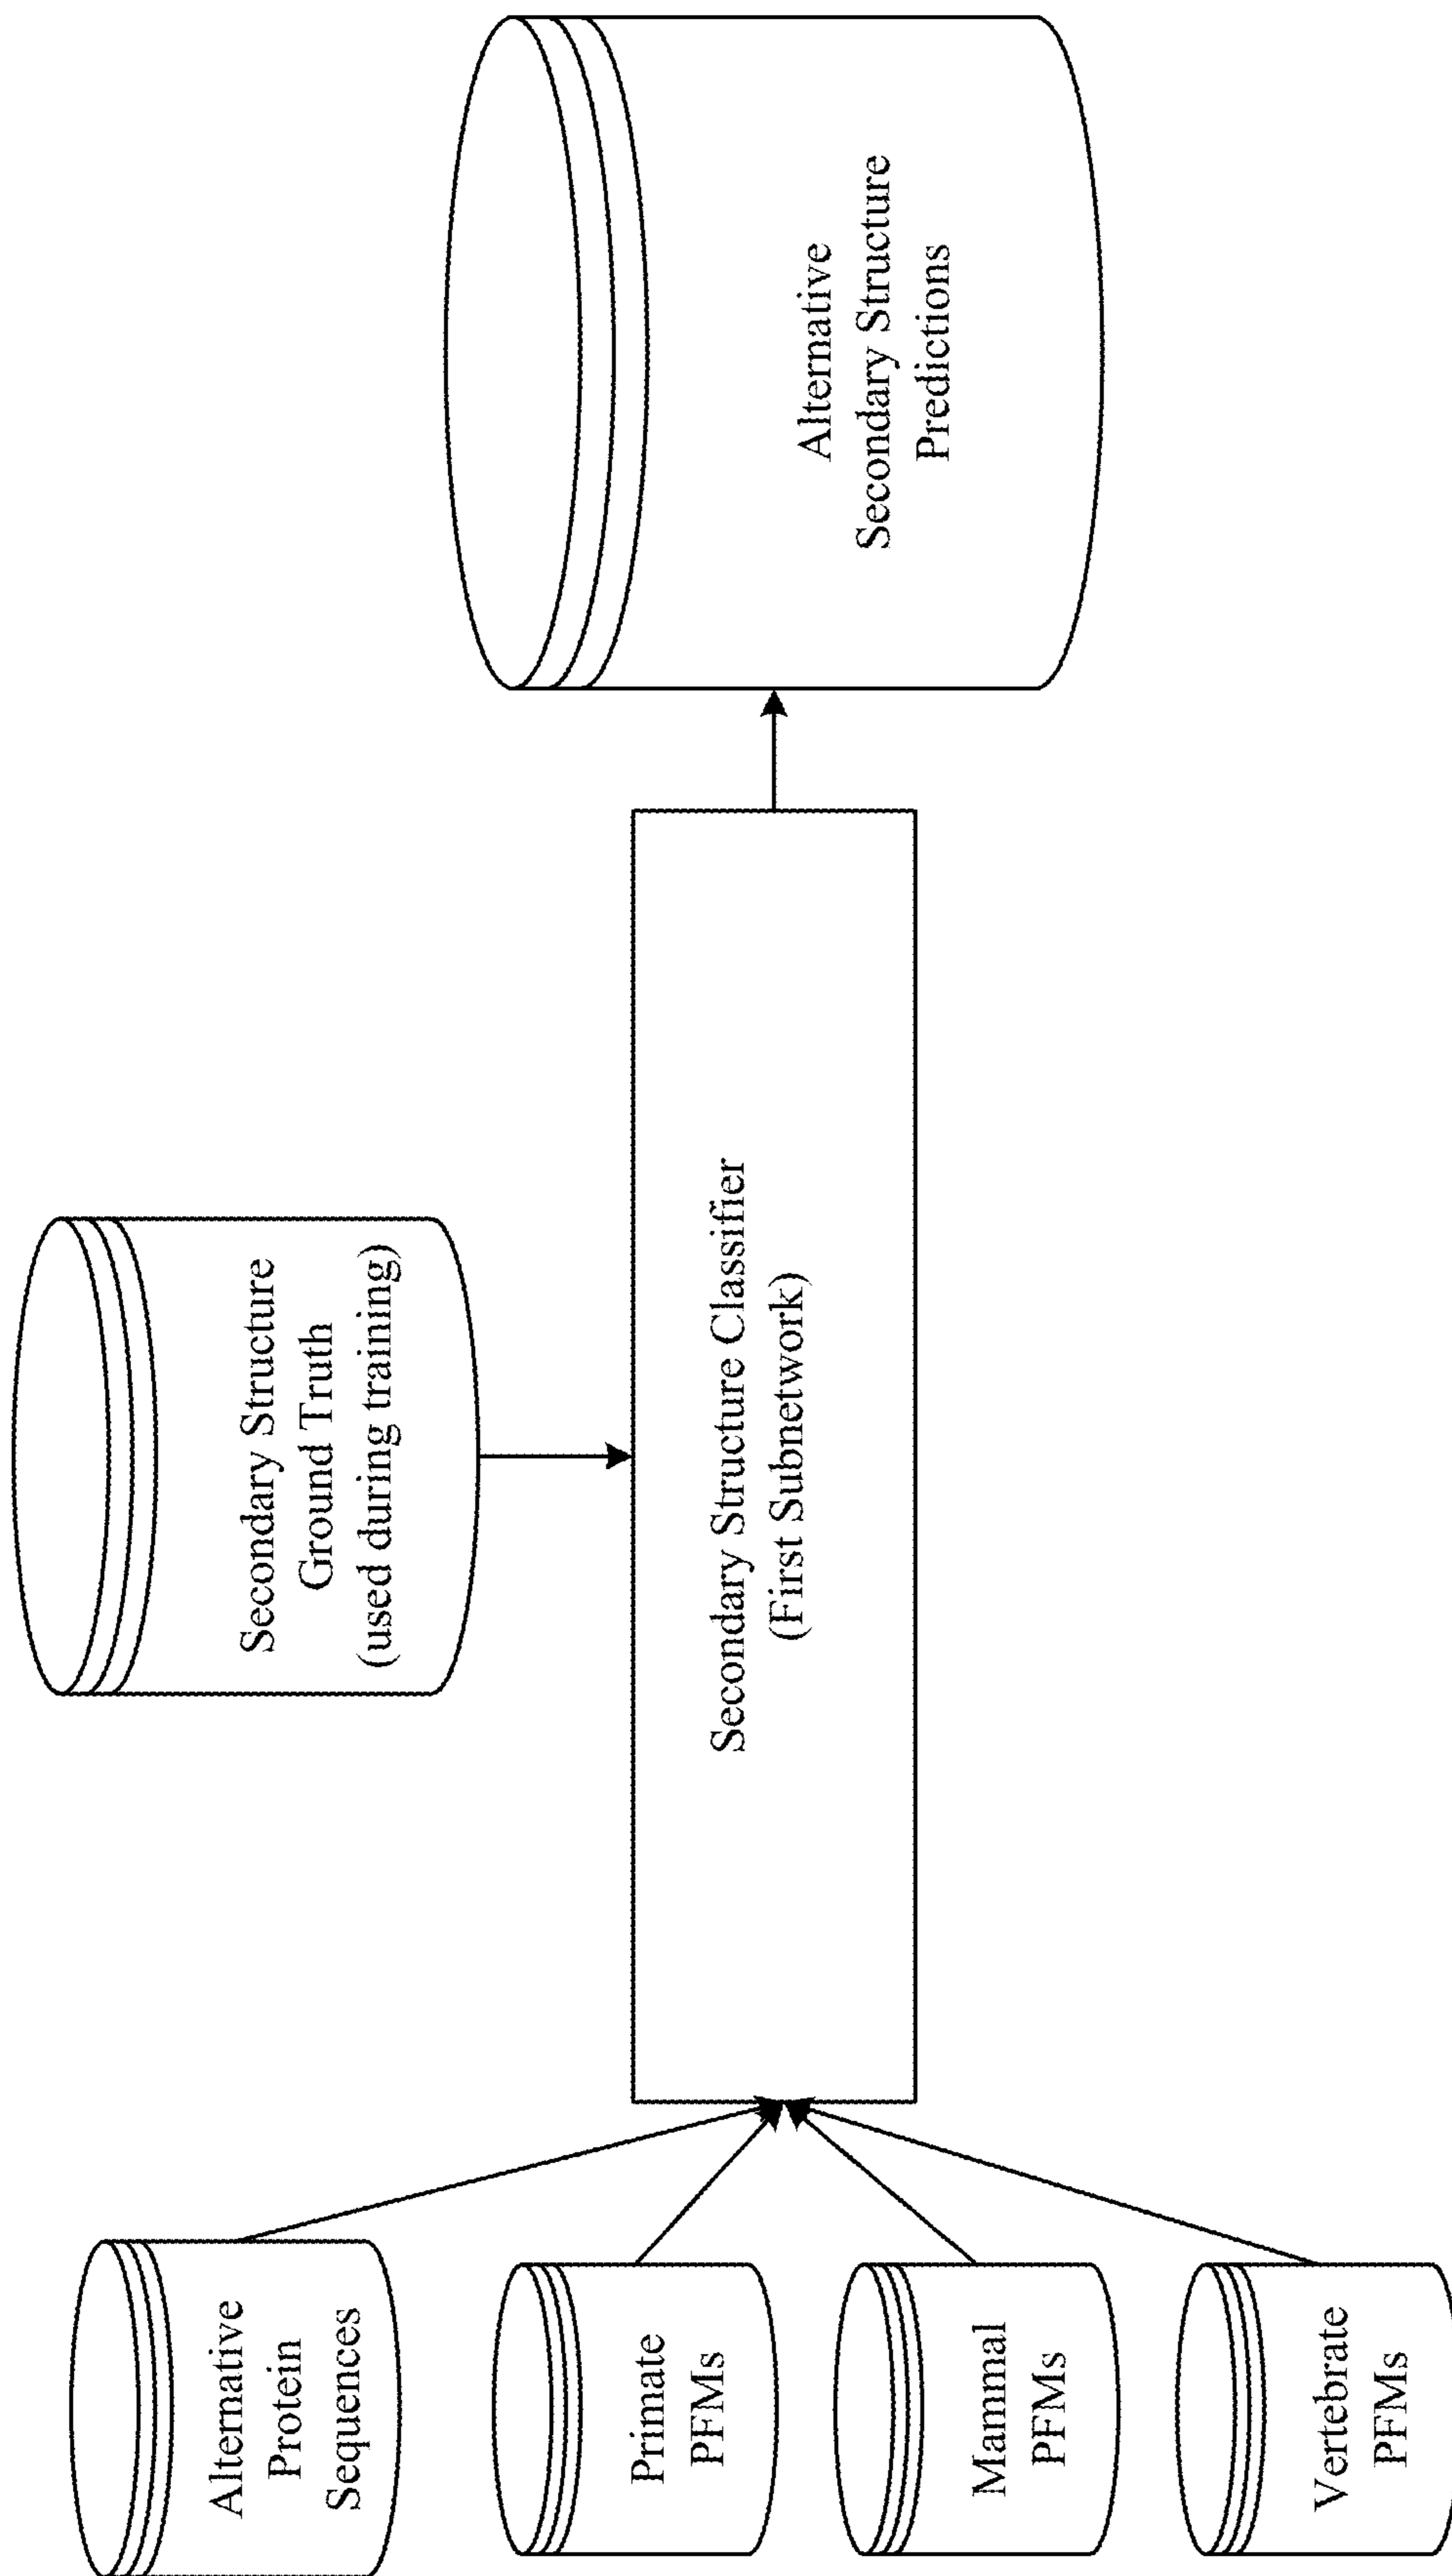 Alternative
Protein
Sequences
Primate
PFMs
Mammal
PFMs
Vertebrate
PFMs
Secondary Structure
Ground Truth
(used during training)
Secondary Structure Classifier
(First Subnetwork)
Alternative
Secondary Structure
Predictions